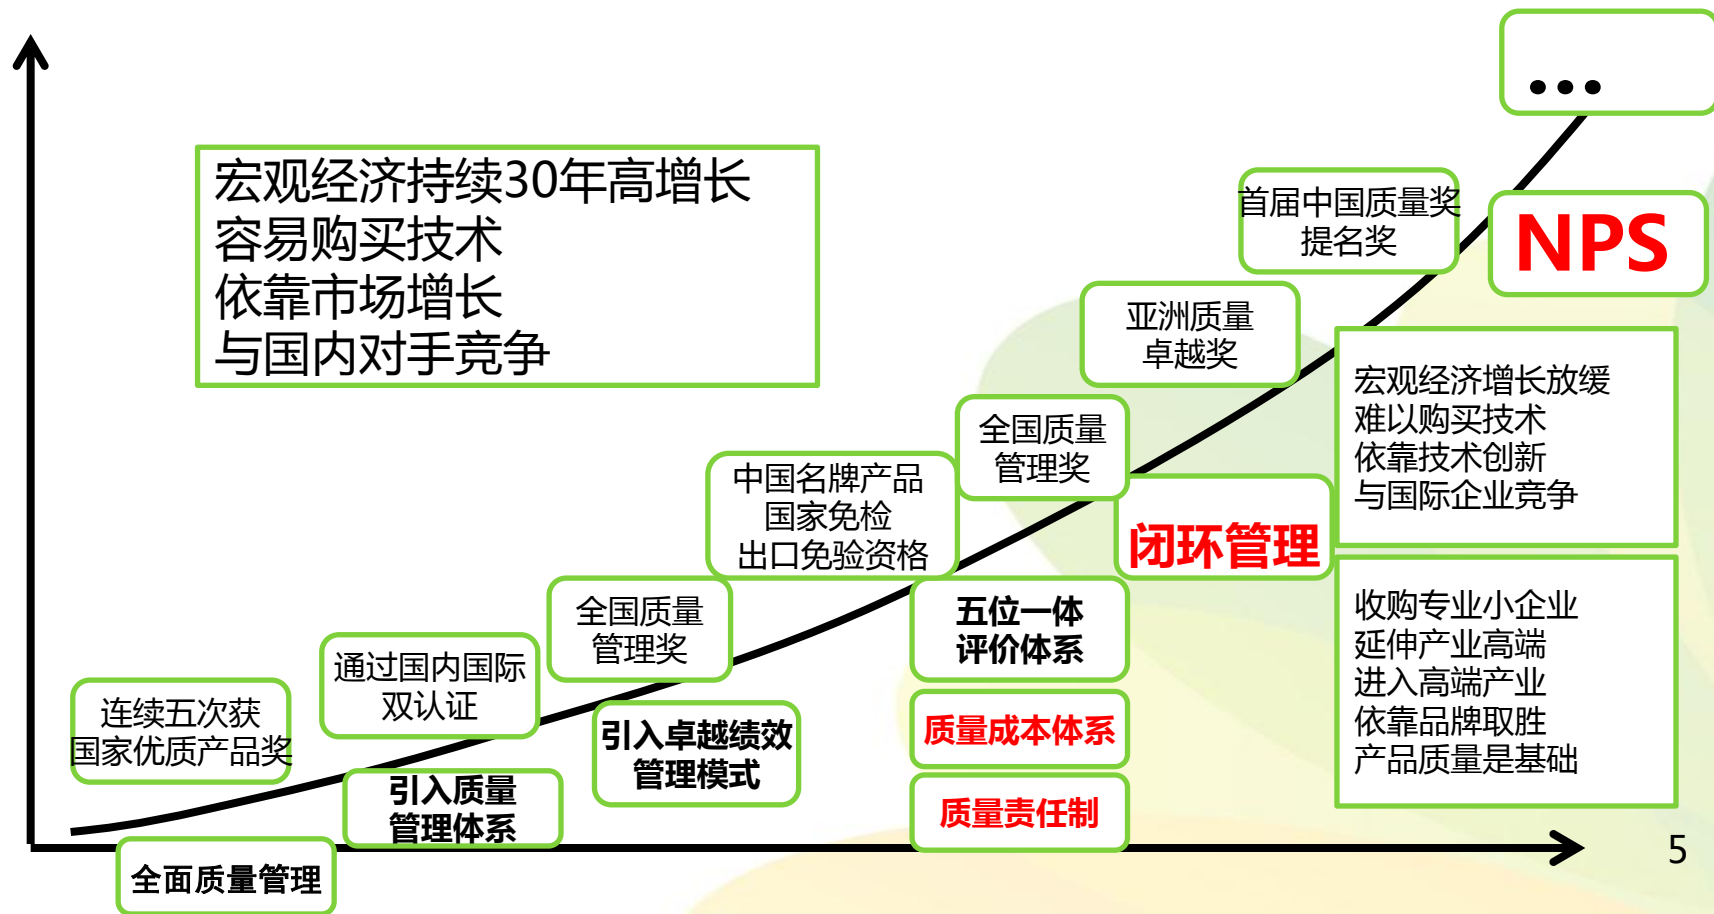 ...
宏观经济持续30年高增长
容易购买技术
依靠市场增长
与国内对手竞争
首届中国质量奖
提名奖
NPS
亚洲质量
卓越奖
宏观经济增长放缓
难以购买技术
依靠技术创新
与国际企业竞争
全国质量
管理奖
中国名牌产品
国家免检
出口免验资格
闭环管理
全国质量
管理奖
五位一体
评价体系
收购专业小企业
延伸产业高端
进入高端产业
依靠品牌取胜
产品质量是基础
通过国内国际
双认证
连续五次获
国家优质产品奖
引入卓越绩效
管理模式
质量成本体系
引入质量
管理体系
质量责任制
全面质量管理
5